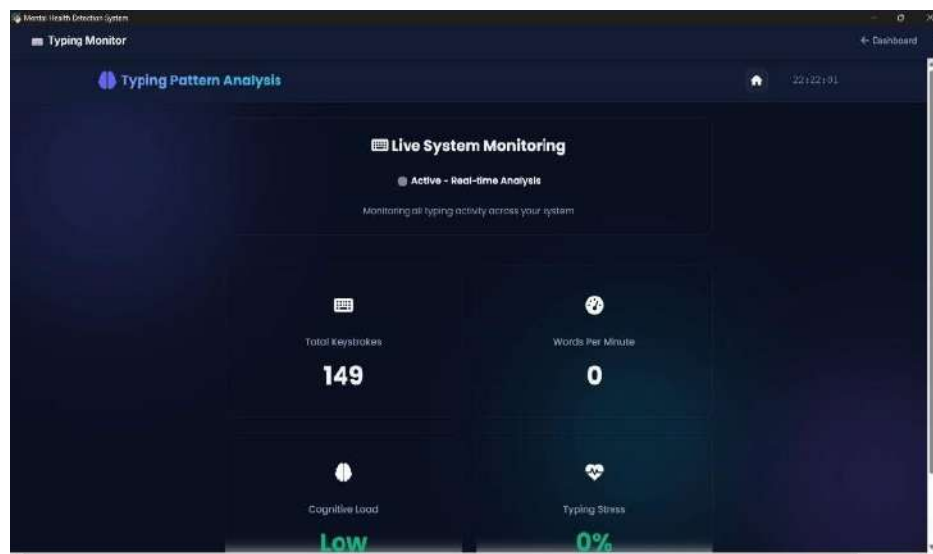 Mental Health Detection System
Typing Monitor
← Dashboard
Typing Pattern Analysis
22:22:01
Live System Monitoring
Active - Real-time Analysis
Monitoring all typing activity across your system
Total Keystrokes
149
Words Per Minute
0
Cognitive Load
Low
Typing Stress
0%